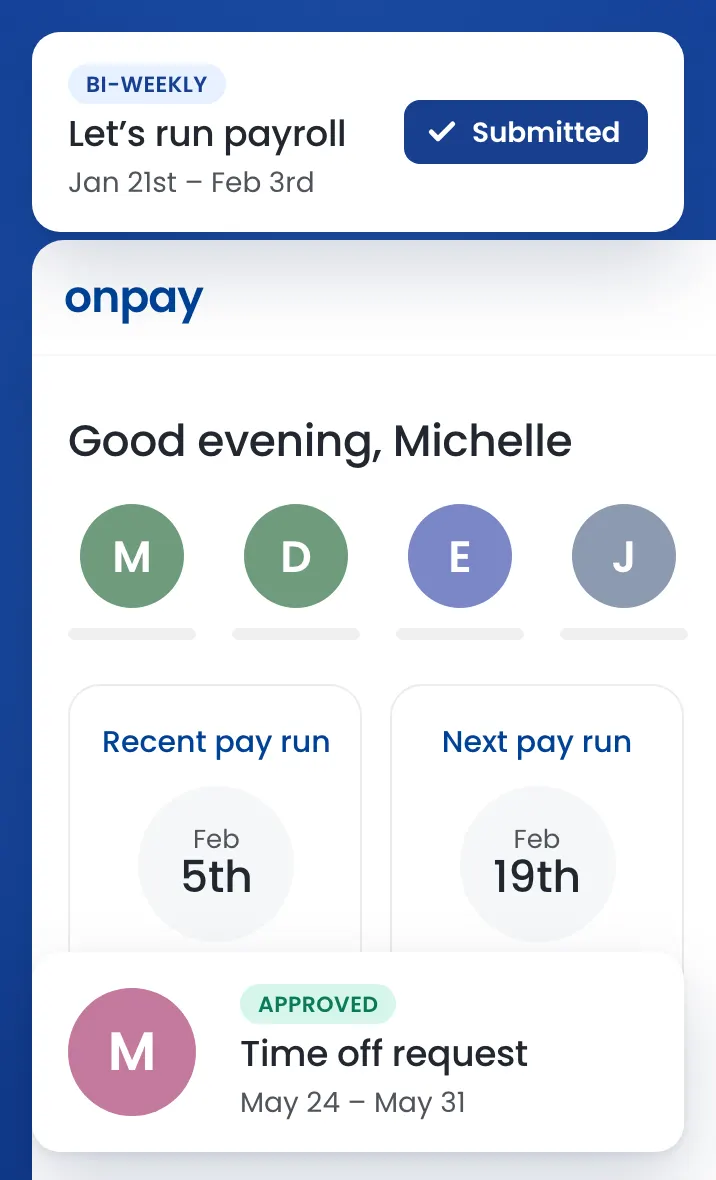 BI-WEEKLY
Let’s run payroll
Jan 21st – Feb 3rd
Submitted
onpay
Good evening, Michelle
M D E J
Recent pay run
Feb
5th
Next pay run
Feb
19th
M
APPROVED
Time off request
May 24 – May 31